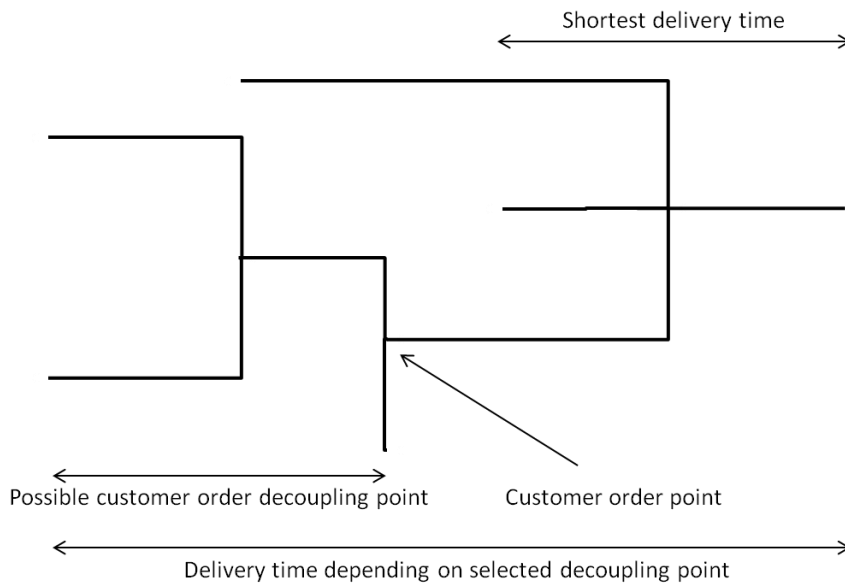 Shortest delivery time
Possible customer order decoupling point
Customer order point
Delivery time depending on selected decoupling point